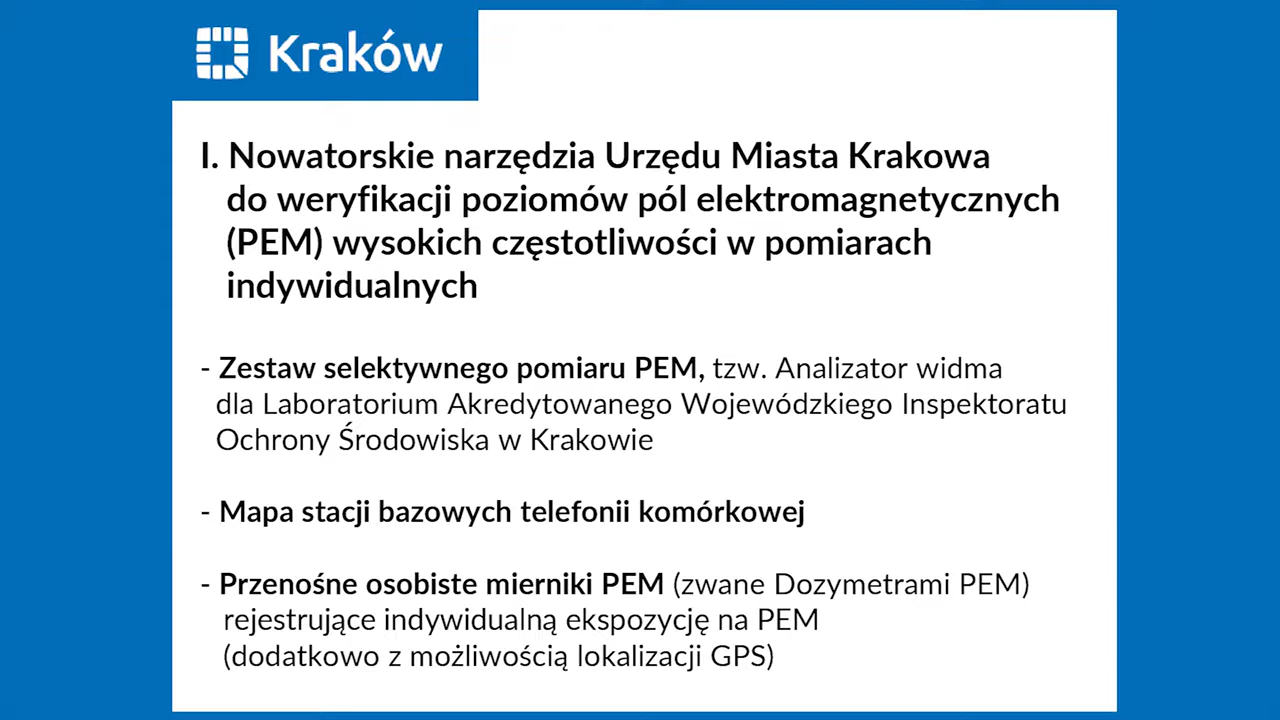 Kraków
I. Nowatorskie narzędzia Urzędu Miasta Krakowa
do weryfikacji poziomów pól elektromagnetycznych
(PEM) wysokich częstotliwości w pomiarach
indywidualnych
- Zestaw selektywnego pomiaru PEM, tzw. Analizator widma
dla Laboratorium Akredytowanego Wojewódzkiego Inspektoratu
Ochrony Środowiska w Krakowie
- Mapa stacji bazowych telefonii komórkowej
- Przenośne osobiste mierniki PEM (zwane Dozymetrami PEM)
rejestrujące indywidualną ekspozycję na PEM
(dodatkowo z możliwością lokalizacji GPS)